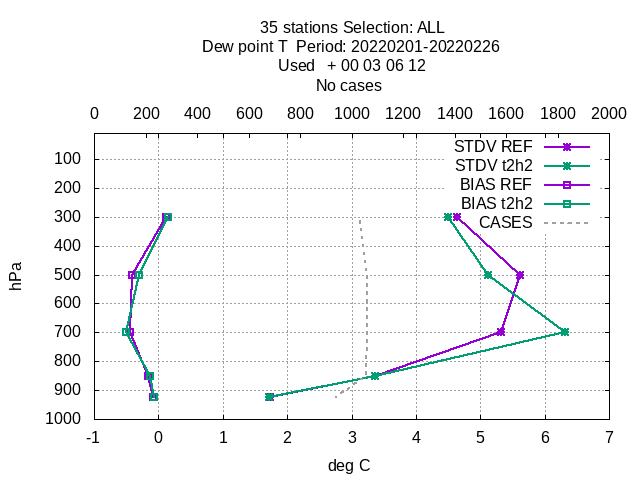 35 stations Selection: ALL
Dew point T  Period: 20220201-20220226
Used   + 00 03 06 12
No cases
0 200 400 600 800 1000 1200 1400 1600 1800 2000
STDV REF
STDV t2h2
BIAS REF
BIAS t2h2
CASES
hPa
100
200
300
400
500
600
700
800
900
1000
-1 0 1 2 3 4 5 6 7
deg C